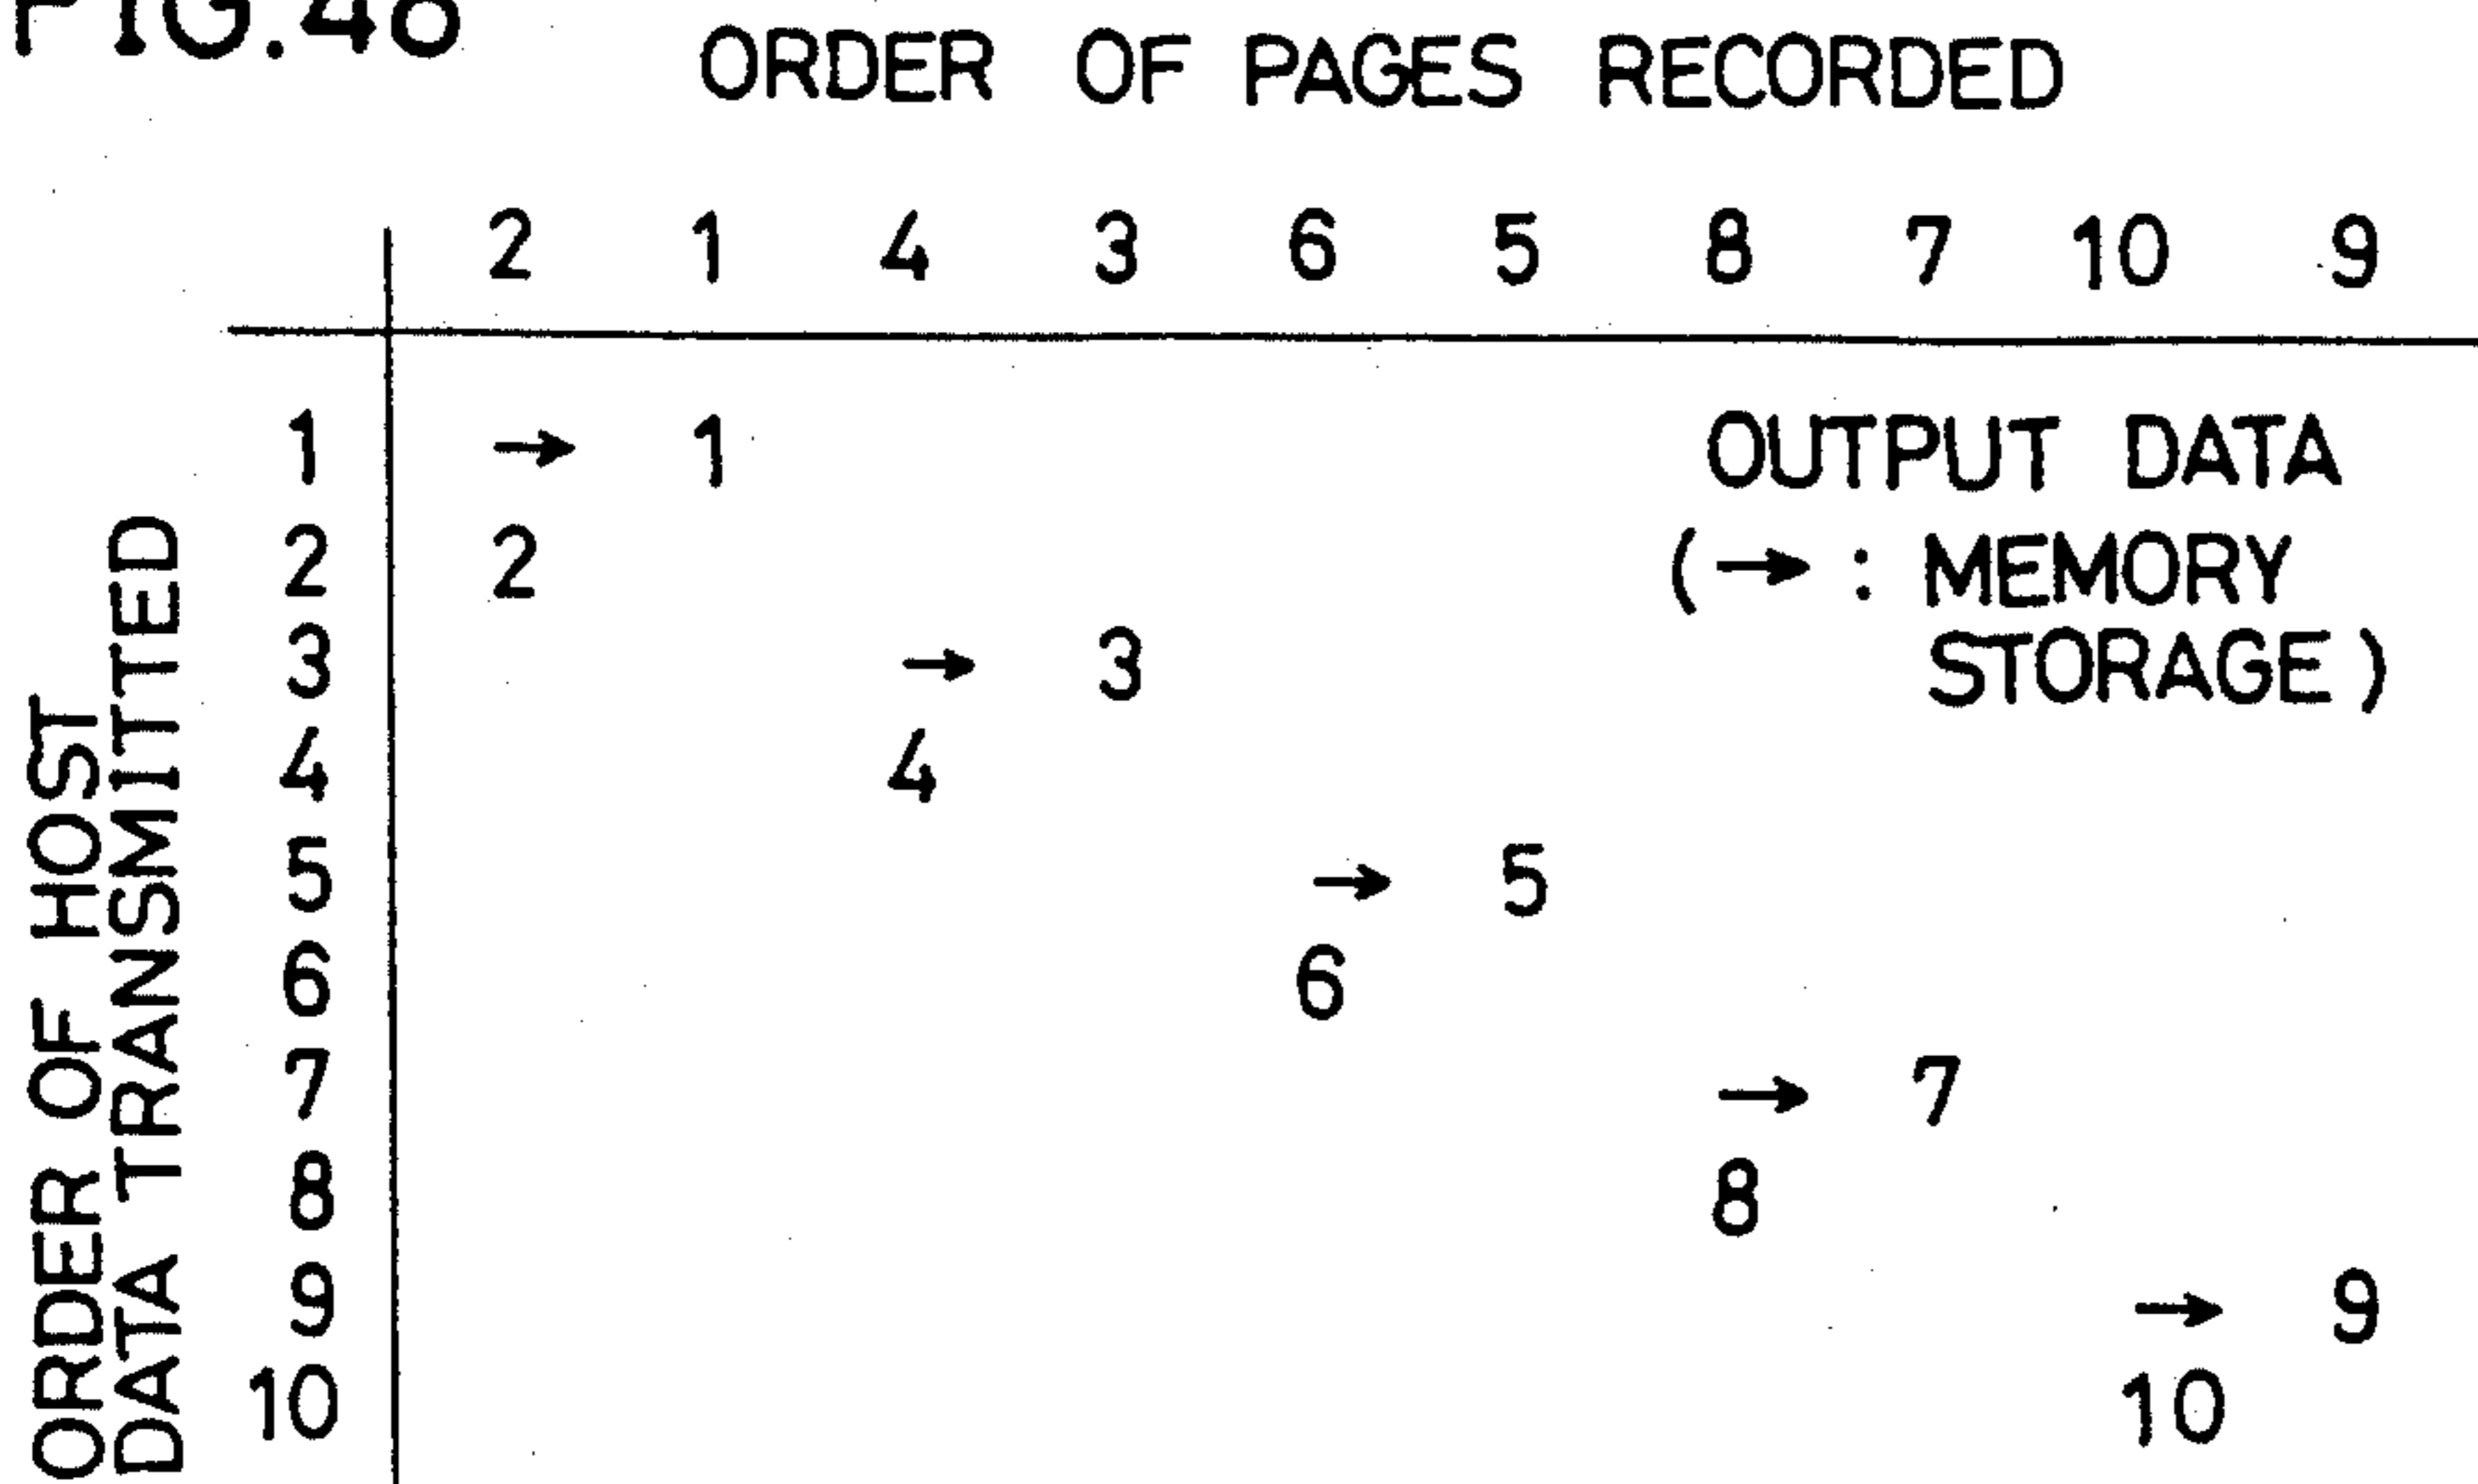 FIG.48
ORDER OF PAGES RECORDED
2 1 4 3 6 5 8 7 10 9
ORDER OF HOST
DATA TRANSMITTED
1 → 1 OUTPUT DATA
2 2 (→ : MEMORY
3 → 3 STORAGE)
4 4
5 → 5
6 6
7 → 7
8 8
9 → 9
10 10